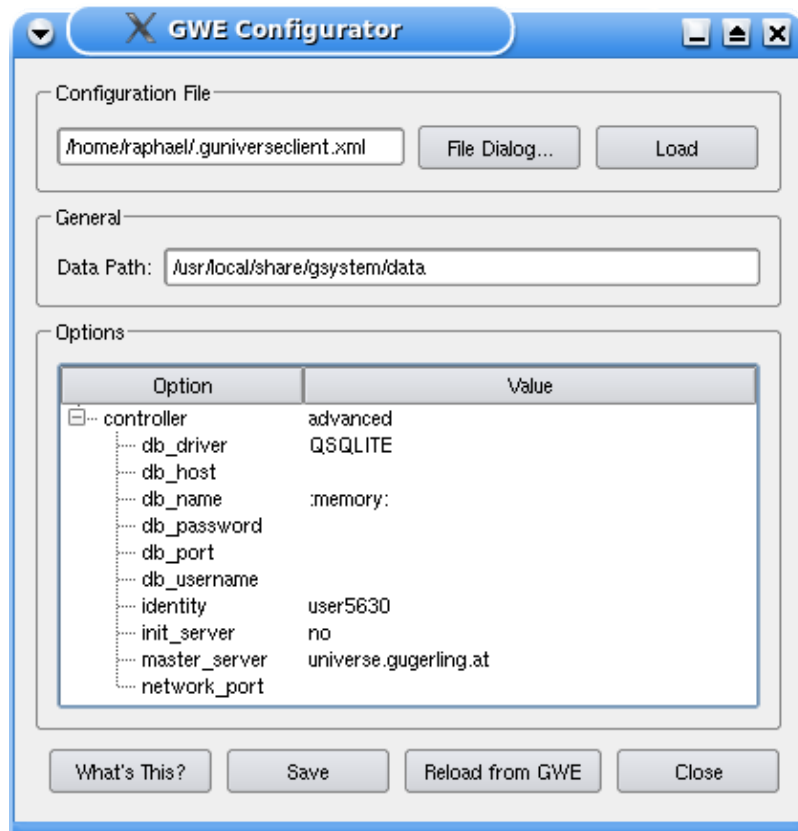 GWE Configurator
Configuration File
/home/raphael/.guniverseclient.xml File Dialog... Load
General
Data Path: /usr/local/share/gsystem/data
Options
Option Value
controller advanced
db_driver QSQLITE
db_host
db_name :memory:
db_password
db_port
db_username
identity user5630
init_server no
master_server universe.gugerling.at
network_port
What's This? Save Reload from GWE Close